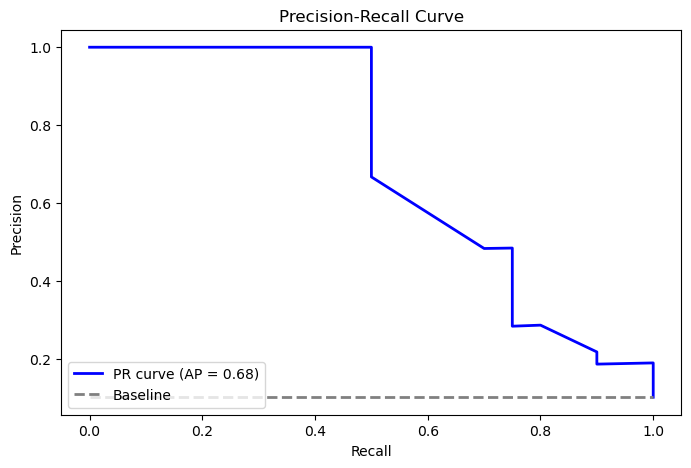 Precision-Recall Curve
Precision
1.0
0.8
0.6
0.4
0.2
PR curve (AP = 0.68)
Baseline
0.0 0.2 0.4 0.6 0.8 1.0
Recall